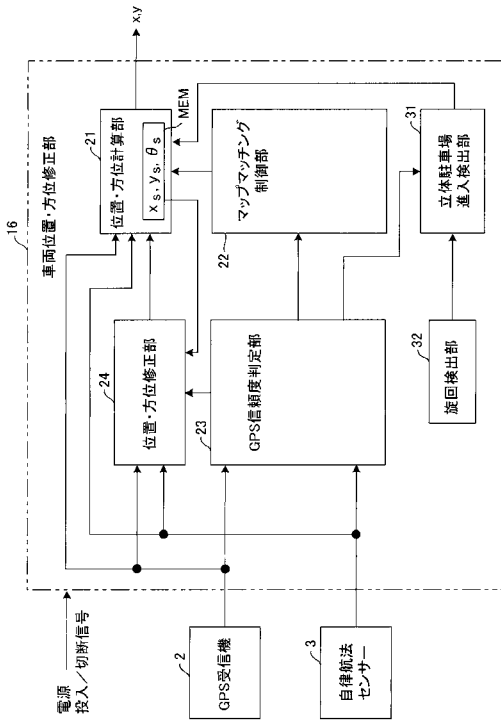 16
車両位置・方位修正部
x,y
電源
投入／切断信号
2
GPS受信機
3
自律航法
センサー
24
位置・方位修正部
23
GPS信頼度判定部
21
位置・方位計算部
xs, ys, θs
MEM
22
マップマッチング
制御部
32
旋回検出部
31
立体駐車場
進入検出部